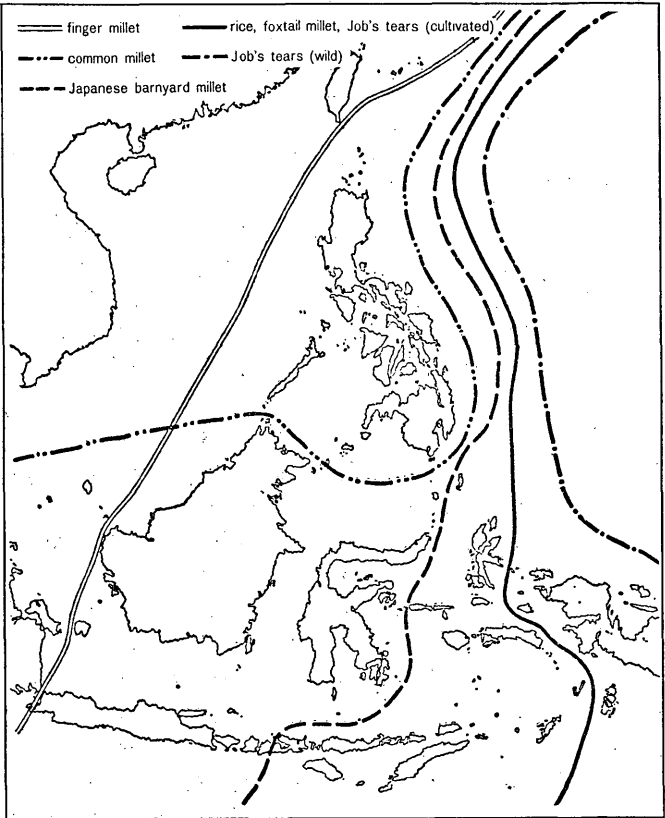 finger millet
rice, foxtail millet, Job's tears (cultivated)
common millet
Job's tears (wild)
Japanese barnyard millet